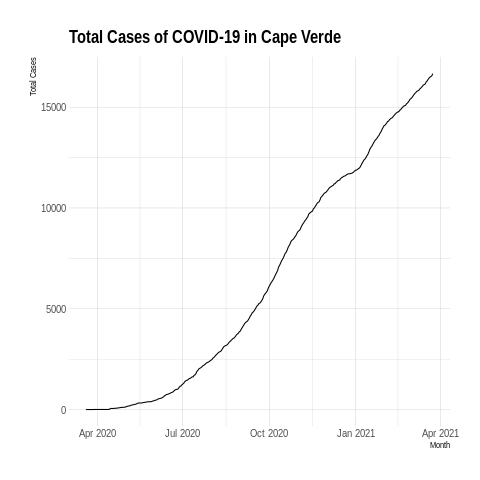 Total Cases of COVID-19 in Cape Verde
Total Cases
15000
10000
5000
0
Apr 2020 Jul 2020 Oct 2020 Jan 2021 Apr 2021
Month